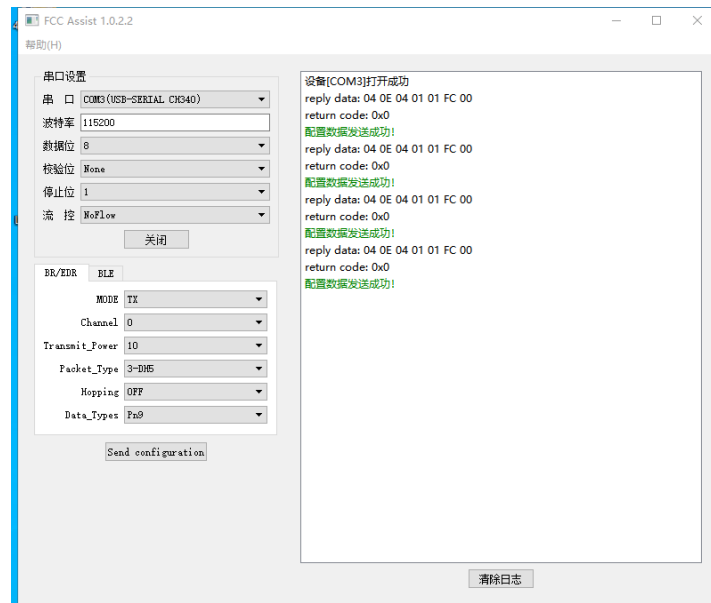 FCC Assist 1.0.2.2
帮助(H)
串口设置
串 口 COM3(USB-SERIAL CH340)
波特率 115200
数据位 8
校验位 None
停止位 1
流 控 NoFlow
关闭
BR/EDR BLE
MODE TX
Channel 0
Transmit_Power 10
Packet_Type 3-DH5
Hopping OFF
Data_Types Pn9
Send configuration
设备[COM3]打开成功
reply data: 04 0E 04 01 01 FC 00
return code: 0x0
配置数据发送成功!
reply data: 04 0E 04 01 01 FC 00
return code: 0x0
配置数据发送成功!
reply data: 04 0E 04 01 01 FC 00
return code: 0x0
配置数据发送成功!
reply data: 04 0E 04 01 01 FC 00
return code: 0x0
配置数据发送成功!
清除日志